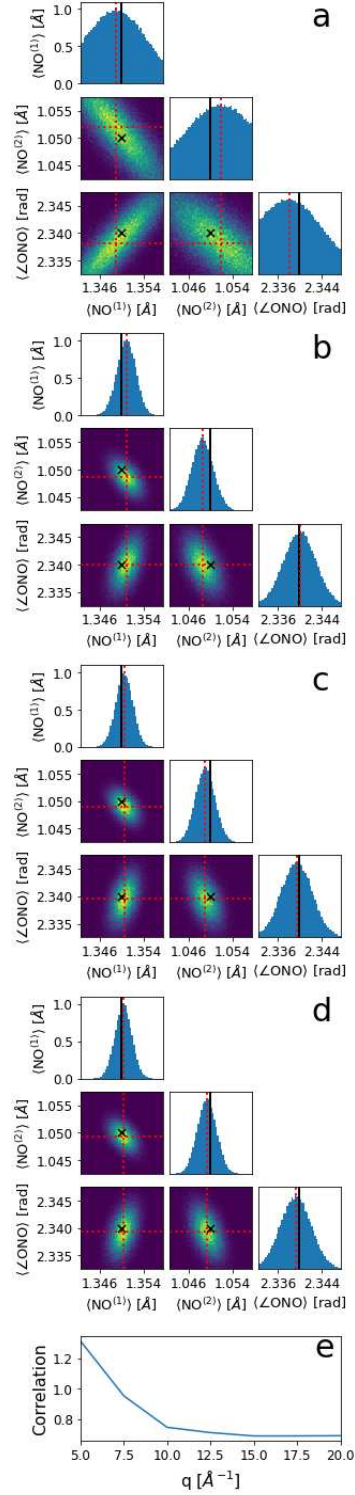 a
⟨NO⁽¹⁾⟩
1.0
0.5
0.0
⟨NO⁽²⁾⟩ [Å]
1.055
1.050
1.045
⟨∠ONO⟩ [rad]
2.345
2.340
2.335
1.346 1.354 1.046 1.054 2.336 2.344
⟨NO⁽¹⁾⟩ [Å] ⟨NO⁽²⁾⟩ [Å] ⟨∠ONO⟩ [rad]
b
⟨NO⁽¹⁾⟩
1.0
0.5
0.0
⟨NO⁽²⁾⟩ [Å]
1.055
1.050
1.045
⟨∠ONO⟩ [rad]
2.345
2.340
2.335
1.346 1.354 1.046 1.054 2.336 2.344
⟨NO⁽¹⁾⟩ [Å] ⟨NO⁽²⁾⟩ [Å] ⟨∠ONO⟩ [rad]
c
⟨NO⁽¹⁾⟩
1.0
0.5
0.0
⟨NO⁽²⁾⟩ [Å]
1.055
1.050
1.045
⟨∠ONO⟩ [rad]
2.345
2.340
2.335
1.346 1.354 1.046 1.054 2.336 2.344
⟨NO⁽¹⁾⟩ [Å] ⟨NO⁽²⁾⟩ [Å] ⟨∠ONO⟩ [rad]
d
⟨NO⁽¹⁾⟩
1.0
0.5
0.0
⟨NO⁽²⁾⟩ [Å]
1.055
1.050
1.045
⟨∠ONO⟩ [rad]
2.345
2.340
2.335
1.346 1.354 1.046 1.054 2.336 2.344
⟨NO⁽¹⁾⟩ [Å] ⟨NO⁽²⁾⟩ [Å] ⟨∠ONO⟩ [rad]
e
Correlation
1.2
1.0
0.8
5.0 7.5 10.0 12.5 15.0 17.5 20.0
q [Å⁻¹]